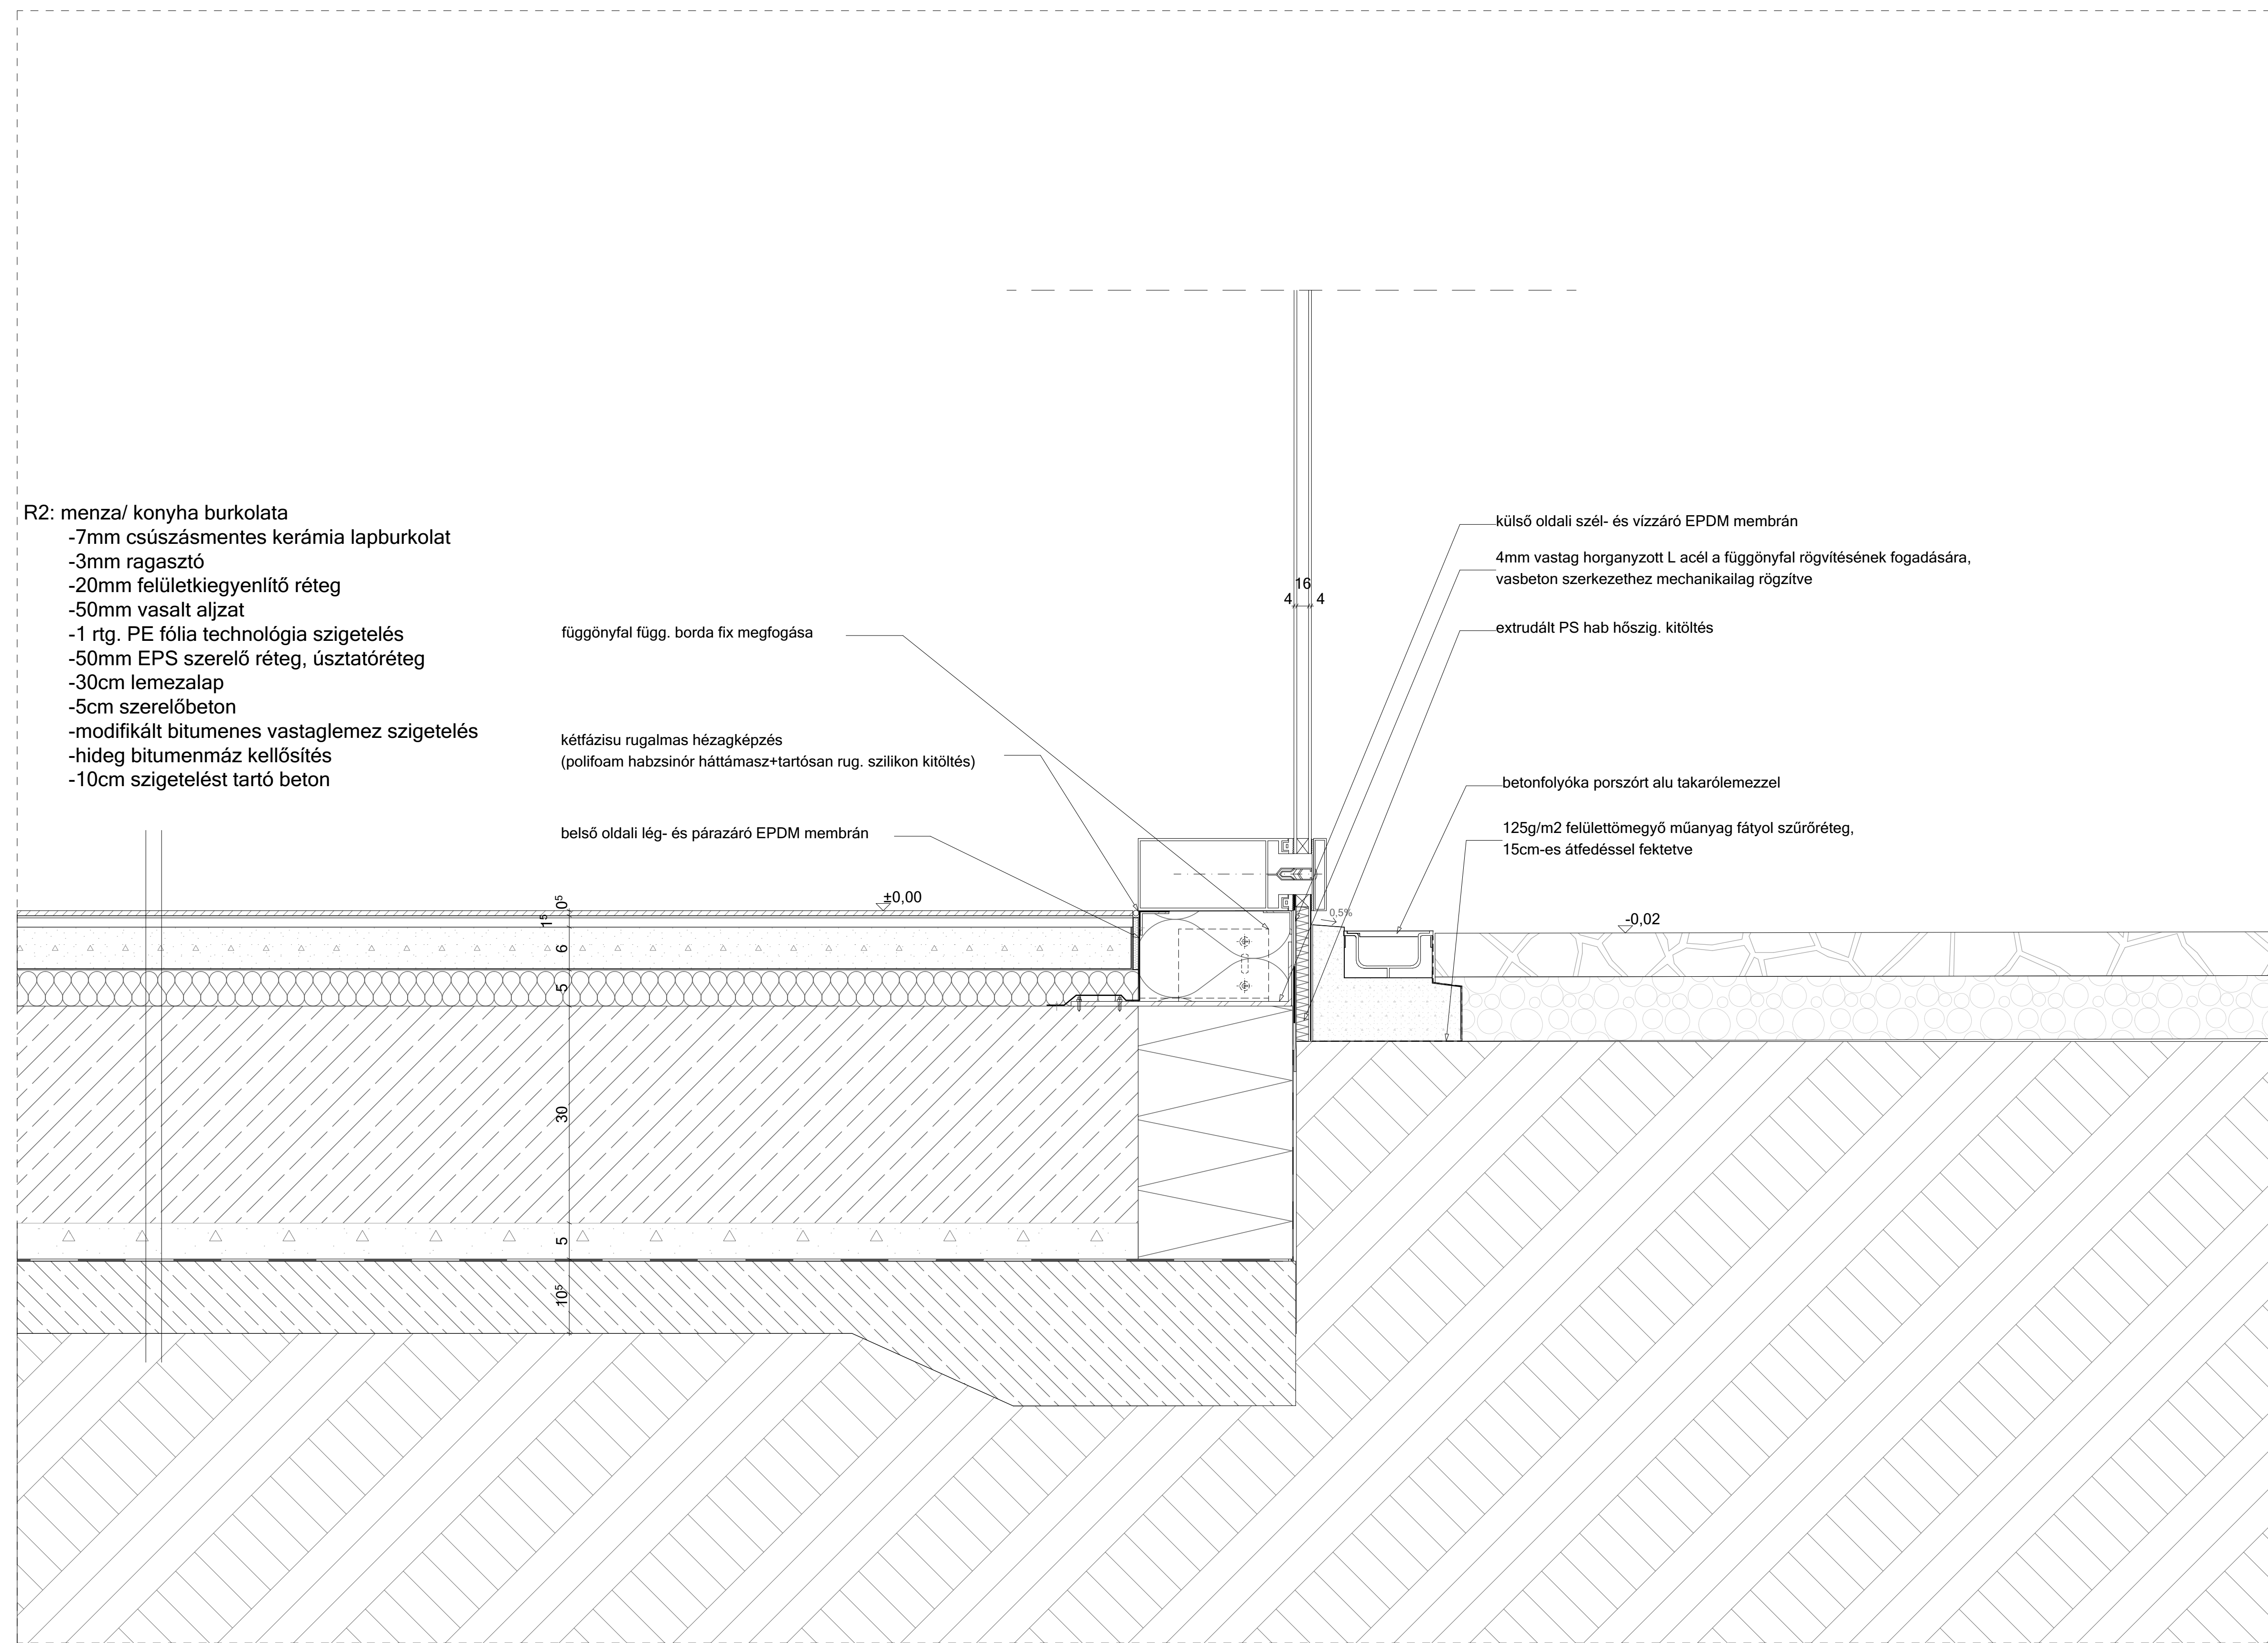 R2: menza/ konyha burkolata
-7mm csúszásmentes kerámia lapburkolat
-3mm ragasztó
-20mm felületkiegyenlítő réteg
-50mm vasalt aljzat
-1 rtg. PE fólia technológia szigetelés
-50mm EPS szerelő réteg, úsztatóréteg
-30cm lemezalap
-5cm szerelőbeton
-modifikált bitumenes vastaglemez szigetelés
-hideg bitumenmáz kellősítés
-10cm szigetelést tartó beton
függönyfal függ. borda fix megfogása
kétfázisu rugalmas hézagképzés
(polifoam habzsinór háttámasz+tartósan rug. szilikon kitöltés)
belső oldali lég- és párazáró EPDM membrán
16
4 4
külső oldali szél- és vízzáró EPDM membrán
4mm vastag horganyzott L acél a függönyfal rögvítésének fogadására,
vasbeton szerkezethez mechanikailag rögzítve
extrudált PS hab hőszig. kitöltés
betonfolyóka porszórt alu takarólemezzel
125g/m2 felülettömegyő műanyag fátyol szűrőréteg,
15cm-es átfedéssel fektetve
±0,00
0,5%
-0,02
0⁵
1⁵
6
5
30
5
10⁵